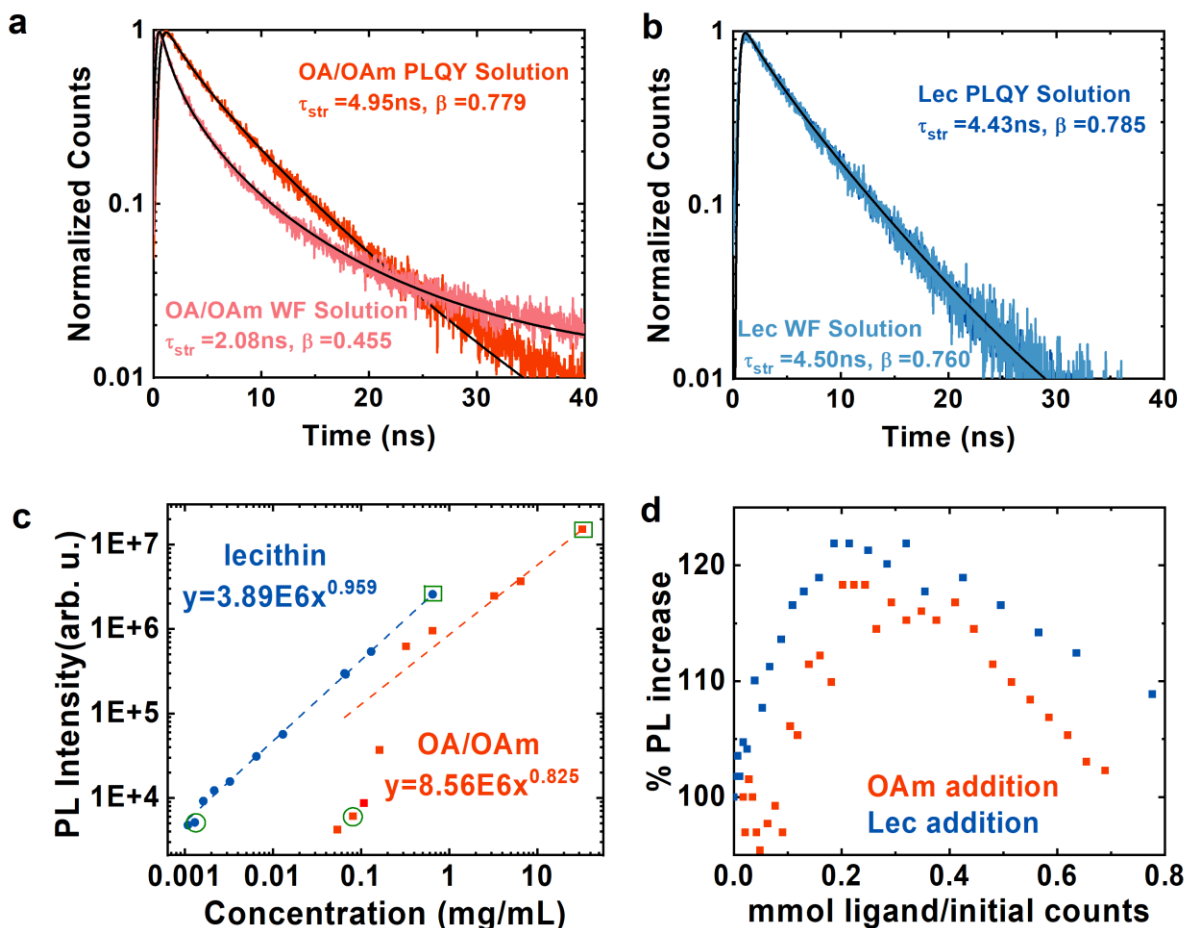 a
1
0.1
0.01
Normalized Counts
OA/OAm PLQY Solution
τstr =4.95ns, β =0.779
OA/OAm WF Solution
τstr =2.08ns, β =0.455
0 10 20 30 40
Time (ns)
b
1
0.1
0.01
Normalized Counts
Lec PLQY Solution
τstr =4.43ns, β =0.785
Lec WF Solution
τstr =4.50ns, β =0.760
0 10 20 30 40
Time (ns)
c
1E+7
1E+6
1E+5
1E+4
PL Intensity(arb. u.)
lecithin
y=3.89E6x^0.959
OA/OAm
y=8.56E6x^0.825
0.001 0.01 0.1 1 10
Concentration (mg/mL)
d
120
110
100
% PL increase
OAm addition
Lec addition
0.0 0.2 0.4 0.6 0.8
mmol ligand/initial counts